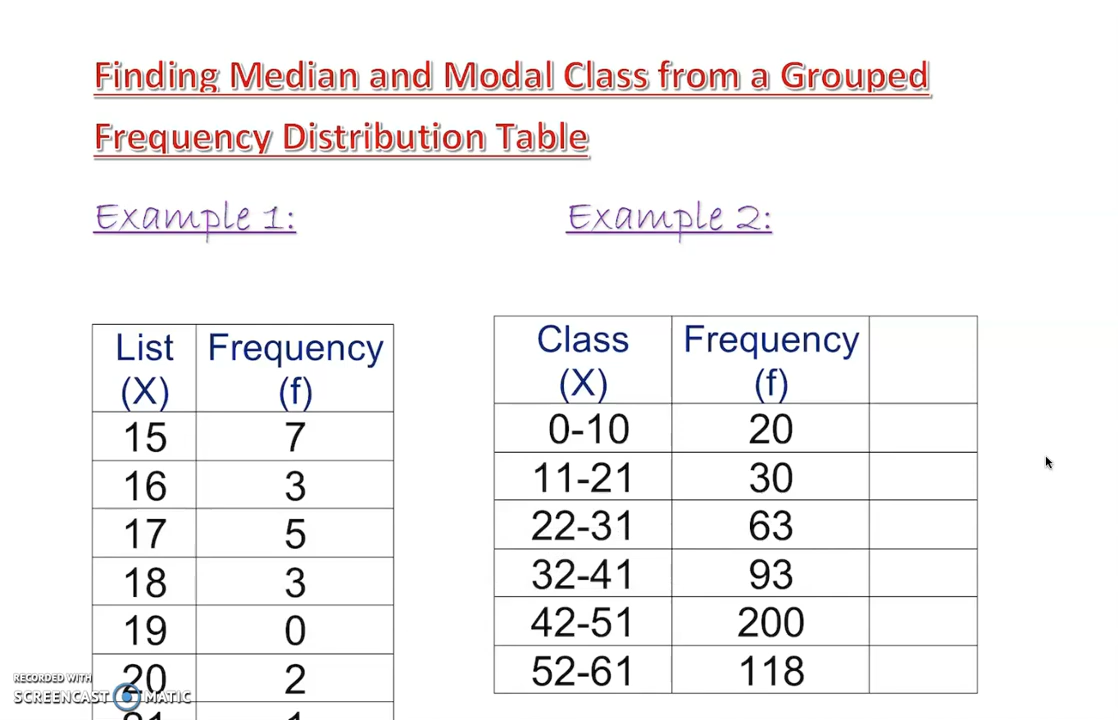 Finding Median and Modal Class from a Grouped
Frequency Distribution Table
Example 1:
Example 2:
List Frequency
(X) (f)
15 7
16 3
17 5
18 3
19 0
20 2
21 1
Class Frequency
(X) (f)
0-10 20
11-21 30
22-31 63
32-41 93
42-51 200
52-61 118
RECORDED WITH
SCREENCAST MATIC